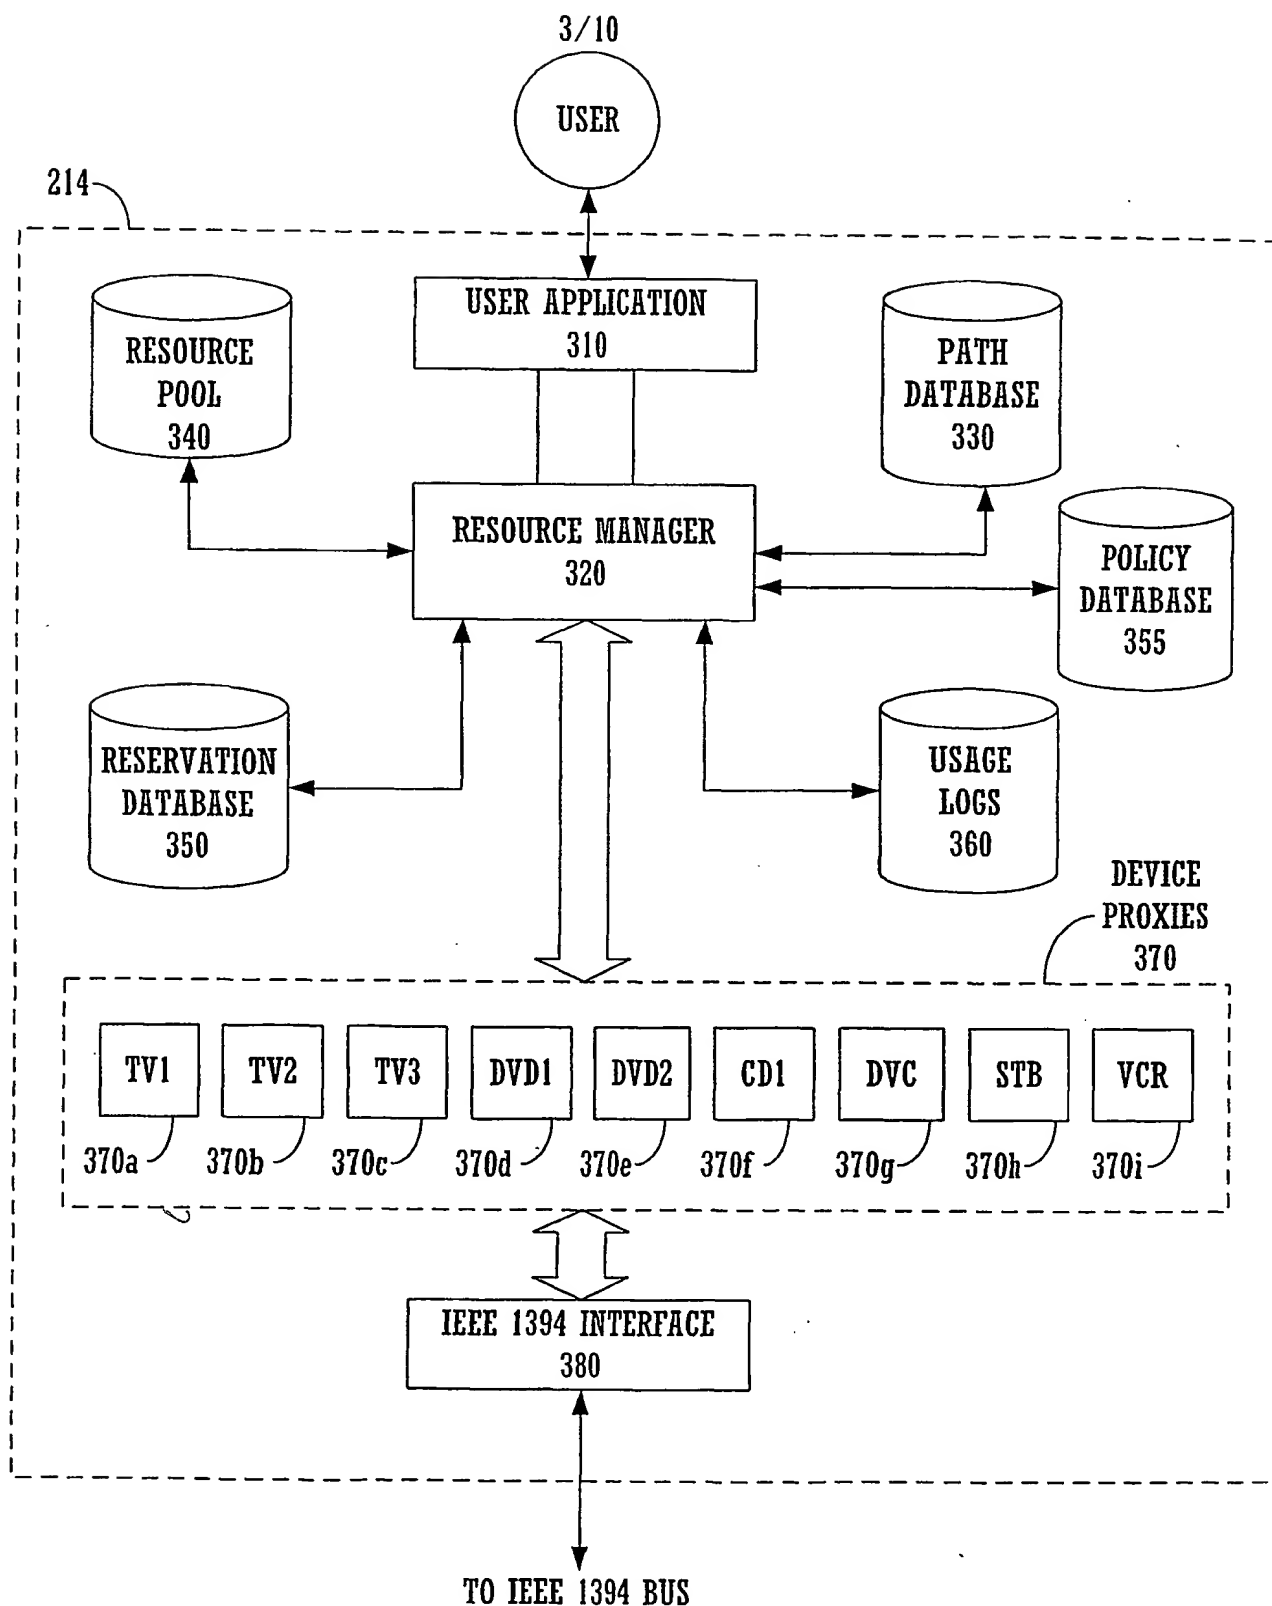 3/10
USER
214
USER APPLICATION
310
RESOURCE
POOL
340
PATH
DATABASE
330
RESOURCE MANAGER
320
POLICY
DATABASE
355
RESERVATION
DATABASE
350
USAGE
LOGS
360
DEVICE
PROXIES
370
TV1
TV2
TV3
DVD1
DVD2
CD1
DVC
STB
VCR
370a
370b
370c
370d
370e
370f
370g
370h
370i
IEEE 1394 INTERFACE
380
TO IEEE 1394 BUS